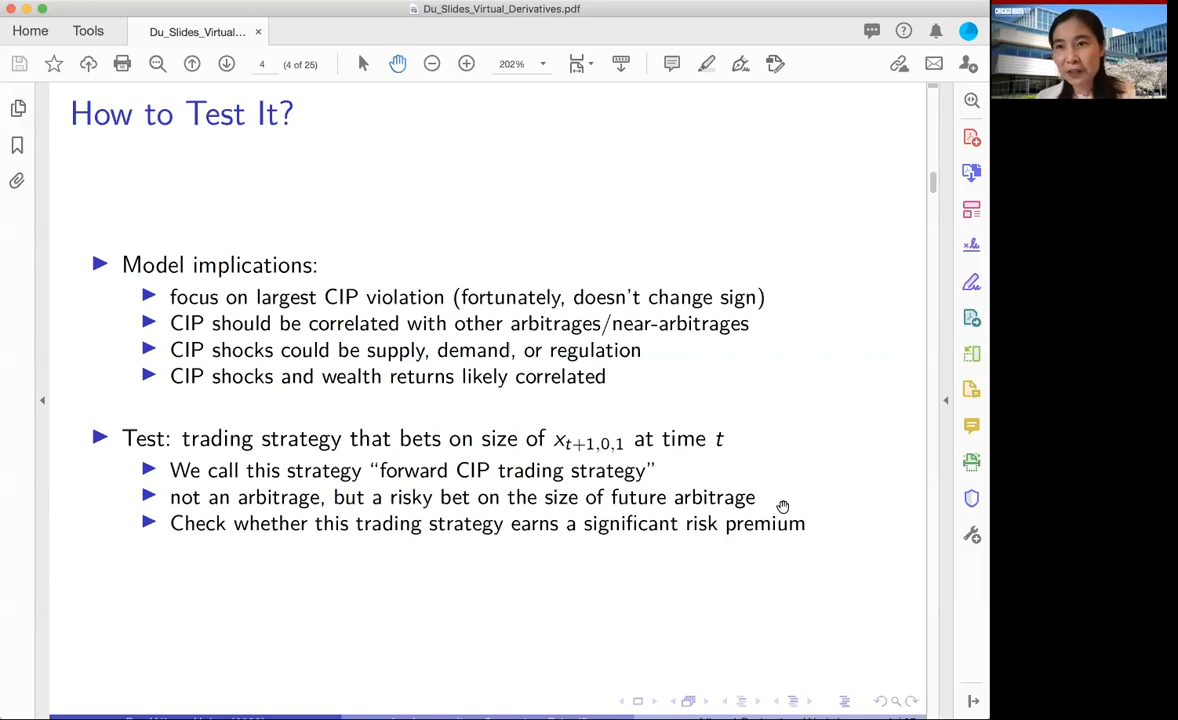 Du_Slides_Virtual_Derivatives.pdf
Home Tools Du_Slides_Virtual... ×
4 (4 of 25) 202%
How to Test It?
Model implications:
focus on largest CIP violation (fortunately, doesn't change sign)
CIP should be correlated with other arbitrages/near-arbitrages
CIP shocks could be supply, demand, or regulation
CIP shocks and wealth returns likely correlated
Test: trading strategy that bets on size of x_{t+1,0,1} at time t
We call this strategy "forward CIP trading strategy"
not an arbitrage, but a risky bet on the size of future arbitrage
Check whether this trading strategy earns a significant risk premium